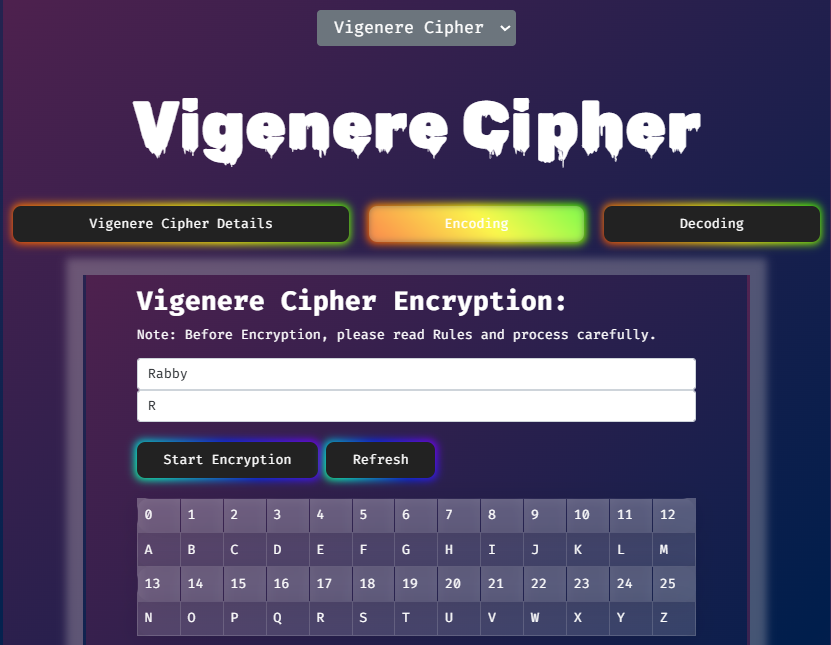 Vigenere Cipher
Vigenere Cipher
Vigenere Cipher Details Encoding Decoding
Vigenere Cipher Encryption:
Note: Before Encryption, please read Rules and process carefully.
Rabby
R
Start Encryption Refresh
0 1 2 3 4 5 6 7 8 9 10 11 12
A B C D E F G H I J K L M
13 14 15 16 17 18 19 20 21 22 23 24 25
N O P Q R S T U V W X Y Z